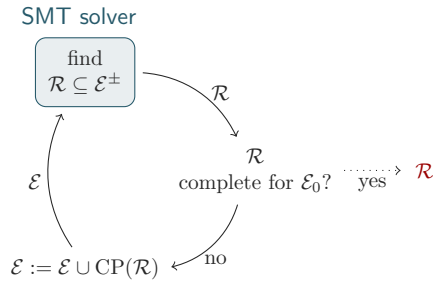 SMT solver
find
ℛ ⊆ ℰ±
ℛ
ℛ
complete for ℰ₀?
yes
ℛ
ℰ
no
ℰ := ℰ ∪ CP(ℛ)